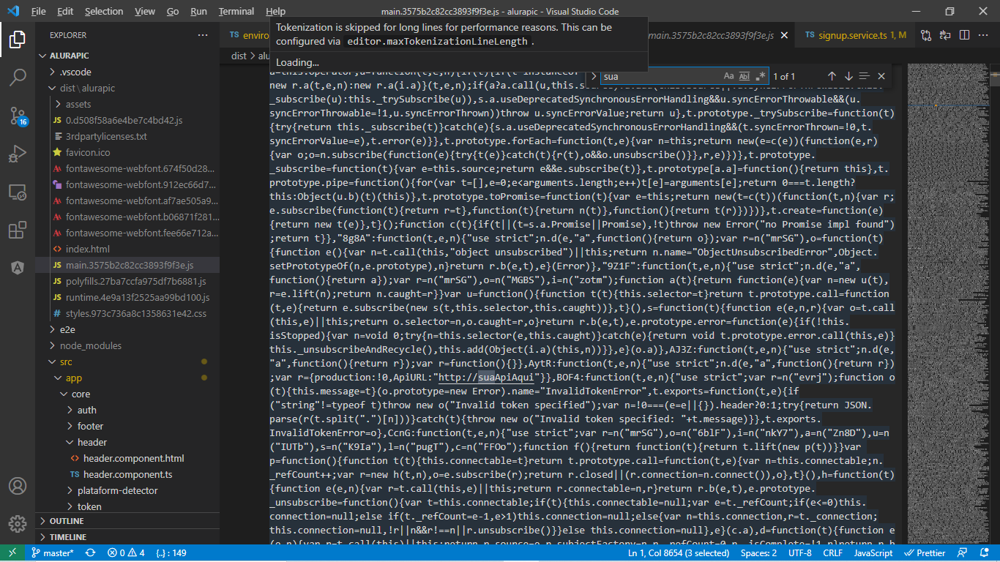 File Edit Selection View Go Run Terminal Help
main.3575b2c82cc3893f9f3e.js - alurapic - Visual Studio Code
EXPLORER
ALURAPIC
.vscode
dist\alurapic
assets
JS 0.d508f58a6e4be7c4bd42.js
3rdpartylicenses.txt
favicon.ico
fontawesome-webfont.674f50d28...
fontawesome-webfont.912ec66d7...
fontawesome-webfont.af7ae505a9...
fontawesome-webfont.b06871f281...
fontawesome-webfont.fee66e712a...
index.html
JS main.3575b2c82cc3893f9f3e.js
JS polyfills.27ba7ccfa975df7b6881.js
JS runtime.4e9a13f2525aa99bd100.js
# styles.973c736a8c1358631e42.css
e2e
node_modules
src
app
core
auth
footer
header
header.component.html
TS header.component.ts
plataform-detector
token
OUTLINE
TIMELINE
16
TS enviro
Tokenization is skipped for long lines for performance reasons. This can be
configured via editor.maxTokenizationLineLength .
Loading...
main.3575b2c82cc3893f9f3e.js
TS signup.service.ts 1, M
dist > alu
sua
Aa Abl .* 1 of 1
new r.a(t,e,n):new r.a(i.a)}(t,e,n);if(a?a.call(u,this.s
_subscribe(u):this._trySubscribe(u)),s.a.useDeprecatedSynchronousErrorHandling&&u.syncErrorThrowable&&(u.
syncErrorThrowable=!1,u.syncErrorThrown))throw u.syncErrorValue;return u},t.prototype._trySubscribe=function(t)
{try{return this._subscribe(t)}catch(e){s.a.useDeprecatedSynchronousErrorHandling&&(t.syncErrorThrown=!0,t.
syncErrorValue=e),t.error(e)}},t.prototype.forEach=function(t,e){var n=this;return new(e=c(e))(function(e,r)
{var o;o=n.subscribe(function(e){try{t(e)}catch(t){r(t),o&&o.unsubscribe()}},r,e)})},t.prototype.
_subscribe=function(t){var e=this.source;return e&&e.subscribe(t)},t.prototype[a.a]=function(){return this},t.
prototype.pipe=function(){for(var t=[],e=0;e<arguments.length;e++)t[e]=arguments[e];return 0===t.length?
this:Object(u.b)(t)(this)},t.prototype.toPromise=function(t){var e=this;return new(t=c(t))(function(t,n){var r;
e.subscribe(function(t){return r=t},function(t){return n(t)},function(){return t(r)})})},t.create=function(e)
{return new t(e)},t}();function c(t){if(t||(t=s.a.Promise||Promise),!t)throw new Error("no Promise impl found")
;return t}},"8g8A":function(t,e,n){"use strict";n.d(e,"a",function(){return o});var r=n("mrSG"),o=function(t)
{function e(){var n=t.call(this,"object unsubscribed")||this;return n.name="ObjectUnsubscribedError",Object.
setPrototypeOf(n,e.prototype),n}return r.b(e,t),e}(Error)},"9Z1F":function(t,e,n){"use strict";n.d(e,"a",
function(){return a});var r=n("mrSG"),o=n("MGBS"),i=n("zotm");function a(t){return function(e){var n=new u(t),
r=e.lift(n);return n.caught=r}}var u=function(){function t(t){this.selector=t}return t.prototype.call=function
(t,e){return e.subscribe(new s(t,this.selector,this.caught))},t}(),s=function(t){function e(e,n,r){var o=t.call
(this,e)||this;return o.selector=n,o.caught=r,o}return r.b(e,t),e.prototype.error=function(e){if(!this.
isStopped){var n=void 0;try{n=this.selector(e,this.caught)}catch(e){return void t.prototype.error.call(this,e)}
this._unsubscribeAndRecycle(),this.add(Object(i.a)(this,n))}},e}(o.a)},AJ3Z:function(t,e,n){"use strict";n.d(e,
"a",function(){return r});var r=function(){}},AytR:function(t,e,n){"use strict";n.d(e,"a",function(){return r})
;var r={production:!0,ApiURL:"http://suaApiAqui"}},BOF4:function(t,e,n){"use strict";var r=n("evrj");function o
(t){this.message=t}(o.prototype=new Error).name="InvalidTokenError",t.exports=function(t,e){if
("string"!=typeof t)throw new o("Invalid token specified");var n=!0===(e=e||{}).header?0:1;try{return JSON.
parse(r(t.split(".")[n]))}catch(t){throw new o("Invalid token specified: "+t.message)}},t.exports.
InvalidTokenError=o},CcnG:function(t,e,n){"use strict";var r=n("mrSG"),o=n("6blF"),i=n("nkY7"),a=n("Zn8D"),u=n
("IUTb"),s=n("K9Ia"),l=n("pugT"),c=n("FFOo");function f(){return function(t){return t.lift(new p(t))}}var
p=function(){function t(t){this.connectable=t}return t.prototype.call=function(t,e){var n=this.connectable;n.
_refCount++;var r=new h(t,n),o=e.subscribe(r);return r.closed||(r.connection=n.connect()),o},t}(),h=function(t)
{function e(e,n){var r=t.call(this,e)||this;return r.connectable=n,r}return r.b(e,t),e.prototype.
_unsubscribe=function(){var t=this.connectable;if(t){this.connectable=null;var e=t._refCount;if(e<=0)this.
connection=null;else if(t._refCount=e-1,e>1)this.connection=null;else{var n=this.connection,r=t._connection;
this.connection=null,!r||n&&r!==n||r.unsubscribe()}}else this.connection=null},e}(c.a),d=function(t){function e
master* 0 4 {..} : 149
Ln 1, Col 8654 (3 selected) Spaces: 2 UTF-8 CRLF JavaScript Prettier